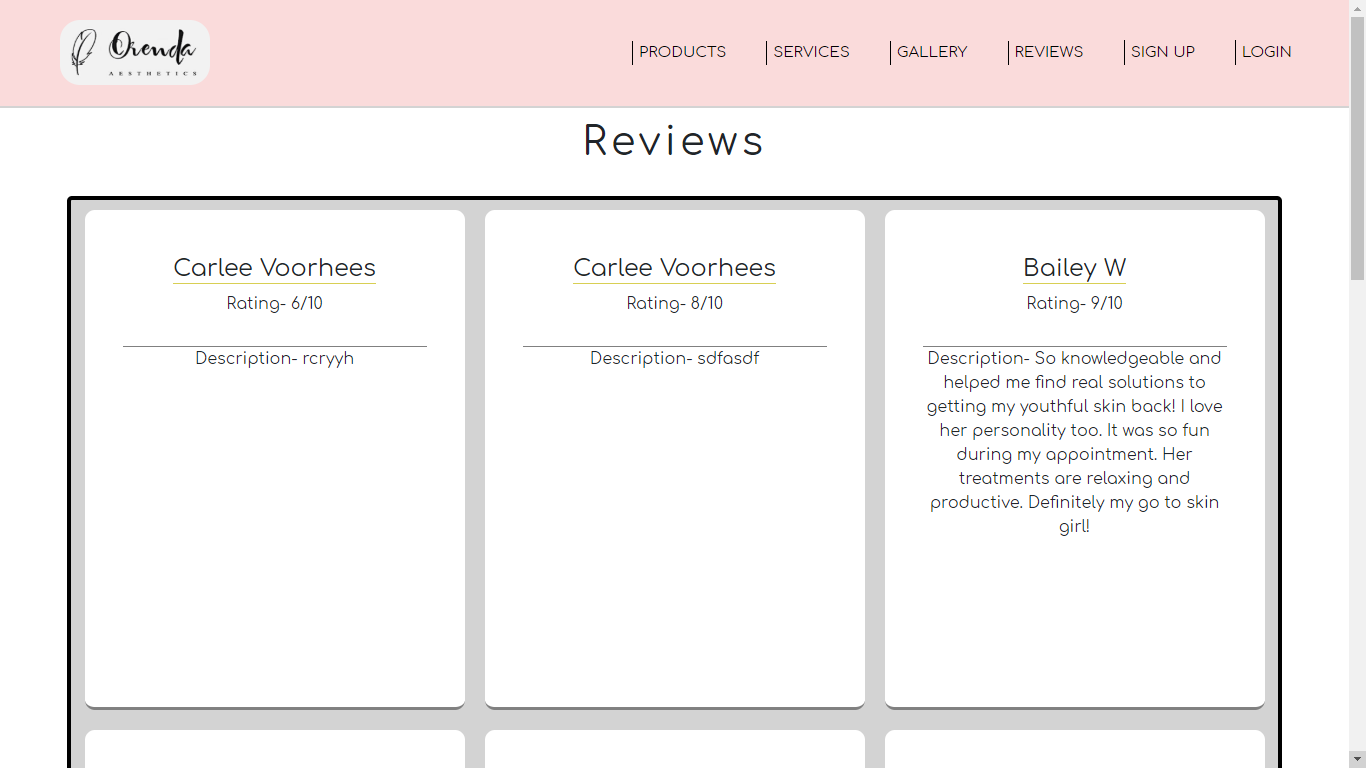 Orenda
AESTHETICS
PRODUCTS
SERVICES
GALLERY
REVIEWS
SIGN UP
LOGIN
Reviews
Carlee Voorhees
Rating- 6/10
Description- rcryyh
Carlee Voorhees
Rating- 8/10
Description- sdfasdf
Bailey W
Rating- 9/10
Description- So knowledgeable and
helped me find real solutions to
getting my youthful skin back! I love
her personality too. It was so fun
during my appointment. Her
treatments are relaxing and
productive. Definitely my go to skin
girl!